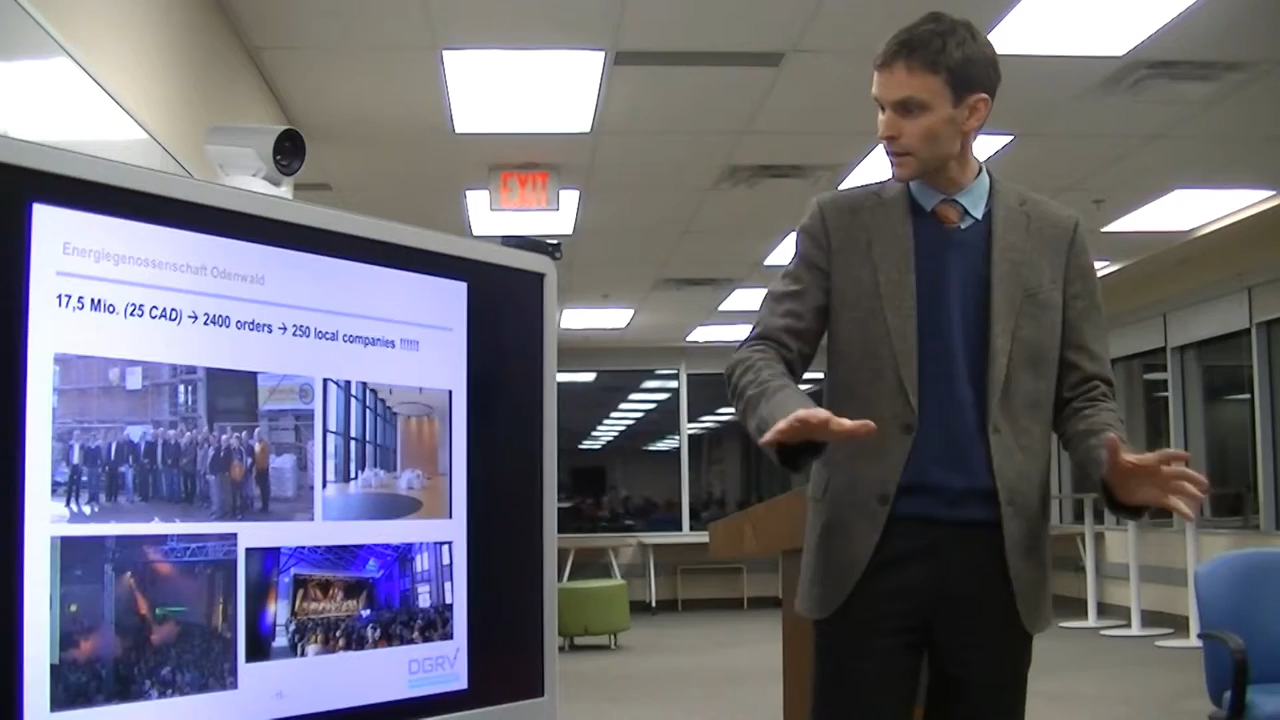 EXIT
Energiegenossenschaft Odenwald
17,5 Mio. (25 CAD) → 2400 orders → 250 local companies !!!!!!
DGRV